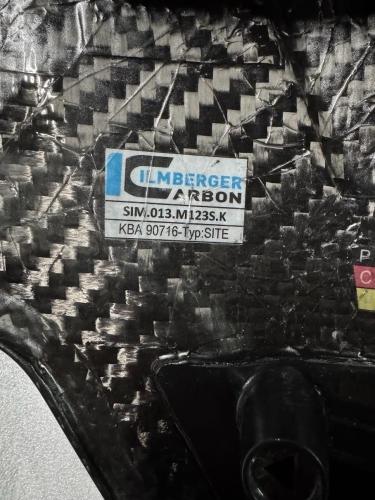 ILMBERGER
CARBON
SIM.013.M123S.K
KBA 90716-Typ:SITE
P
C